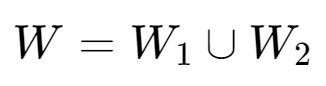 W = W₁ ∪ W₂